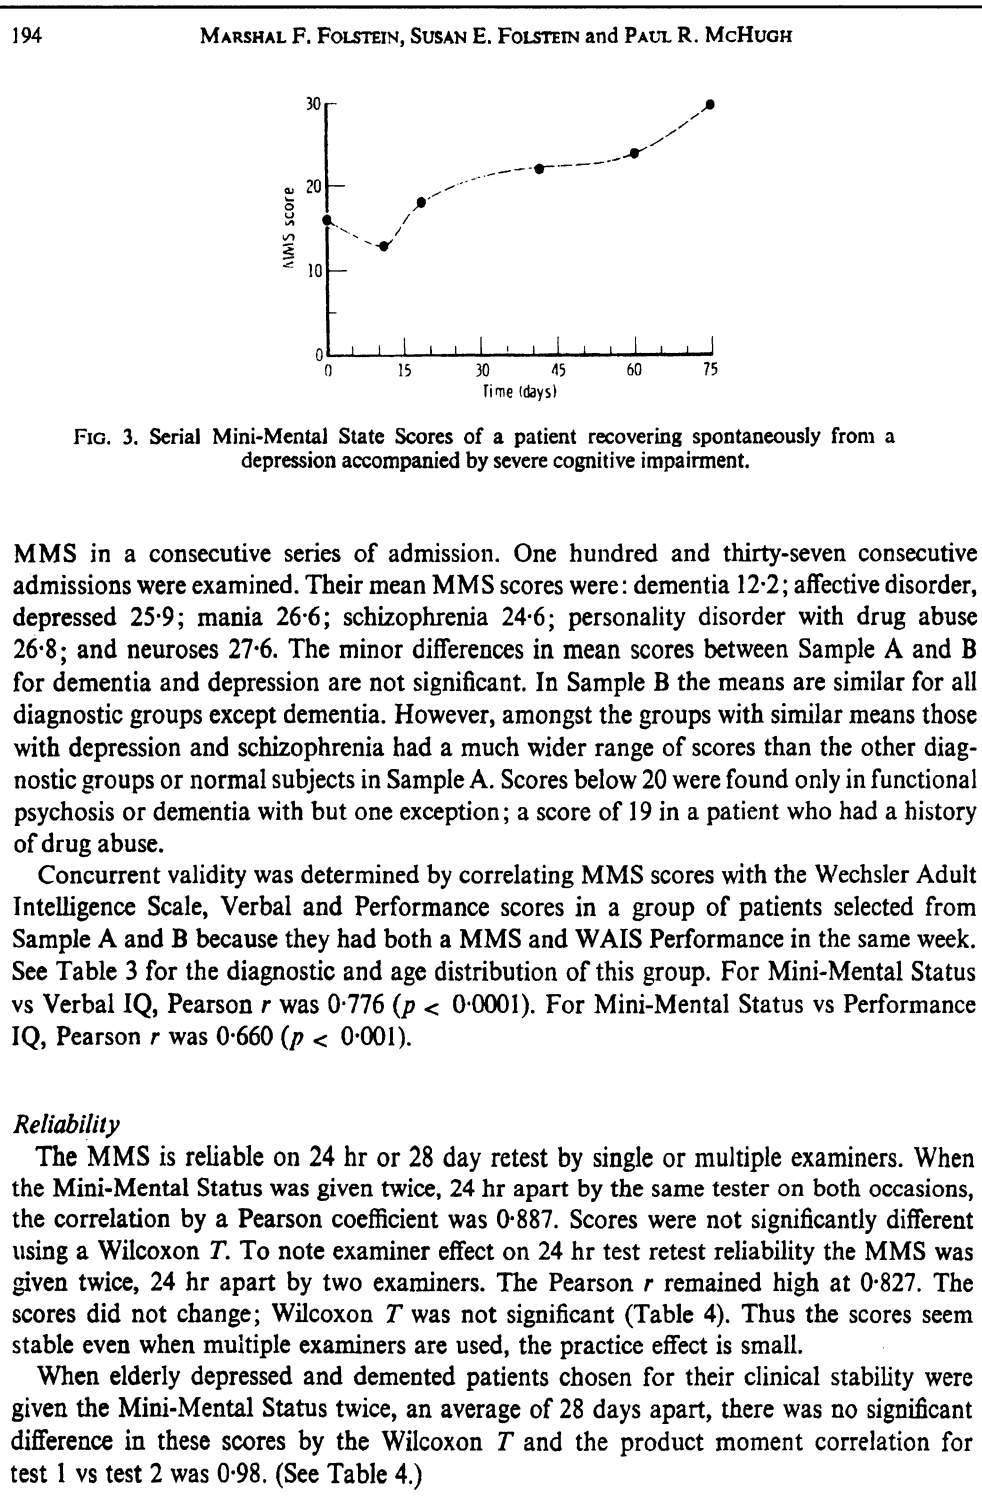 194
MARSHAL F. FOLSTEIN, SUSAN E. FOLSTEIN and PAUL R. MCHUGH
30
20
10
0
MMS score
0 15 30 45 60 75
Time (days)
FIG. 3. Serial Mini-Mental State Scores of a patient recovering spontaneously from a
depression accompanied by severe cognitive impairment.
MMS in a consecutive series of admission. One hundred and thirty-seven consecutive
admissions were examined. Their mean MMS scores were: dementia 12·2; affective disorder,
depressed 25·9; mania 26·6; schizophrenia 24·6; personality disorder with drug abuse
26·8; and neuroses 27·6. The minor differences in mean scores between Sample A and B
for dementia and depression are not significant. In Sample B the means are similar for all
diagnostic groups except dementia. However, amongst the groups with similar means those
with depression and schizophrenia had a much wider range of scores than the other diag-
nostic groups or normal subjects in Sample A. Scores below 20 were found only in functional
psychosis or dementia with but one exception; a score of 19 in a patient who had a history
of drug abuse.
Concurrent validity was determined by correlating MMS scores with the Wechsler Adult
Intelligence Scale, Verbal and Performance scores in a group of patients selected from
Sample A and B because they had both a MMS and WAIS Performance in the same week.
See Table 3 for the diagnostic and age distribution of this group. For Mini-Mental Status
vs Verbal IQ, Pearson r was 0·776 (p < 0·0001). For Mini-Mental Status vs Performance
IQ, Pearson r was 0·660 (p < 0·001).
Reliability
The MMS is reliable on 24 hr or 28 day retest by single or multiple examiners. When
the Mini-Mental Status was given twice, 24 hr apart by the same tester on both occasions,
the correlation by a Pearson coefficient was 0·887. Scores were not significantly different
using a Wilcoxon T. To note examiner effect on 24 hr test retest reliability the MMS was
given twice, 24 hr apart by two examiners. The Pearson r remained high at 0·827. The
scores did not change; Wilcoxon T was not significant (Table 4). Thus the scores seem
stable even when multiple examiners are used, the practice effect is small.
When elderly depressed and demented patients chosen for their clinical stability were
given the Mini-Mental Status twice, an average of 28 days apart, there was no significant
difference in these scores by the Wilcoxon T and the product moment correlation for
test 1 vs test 2 was 0·98. (See Table 4.)